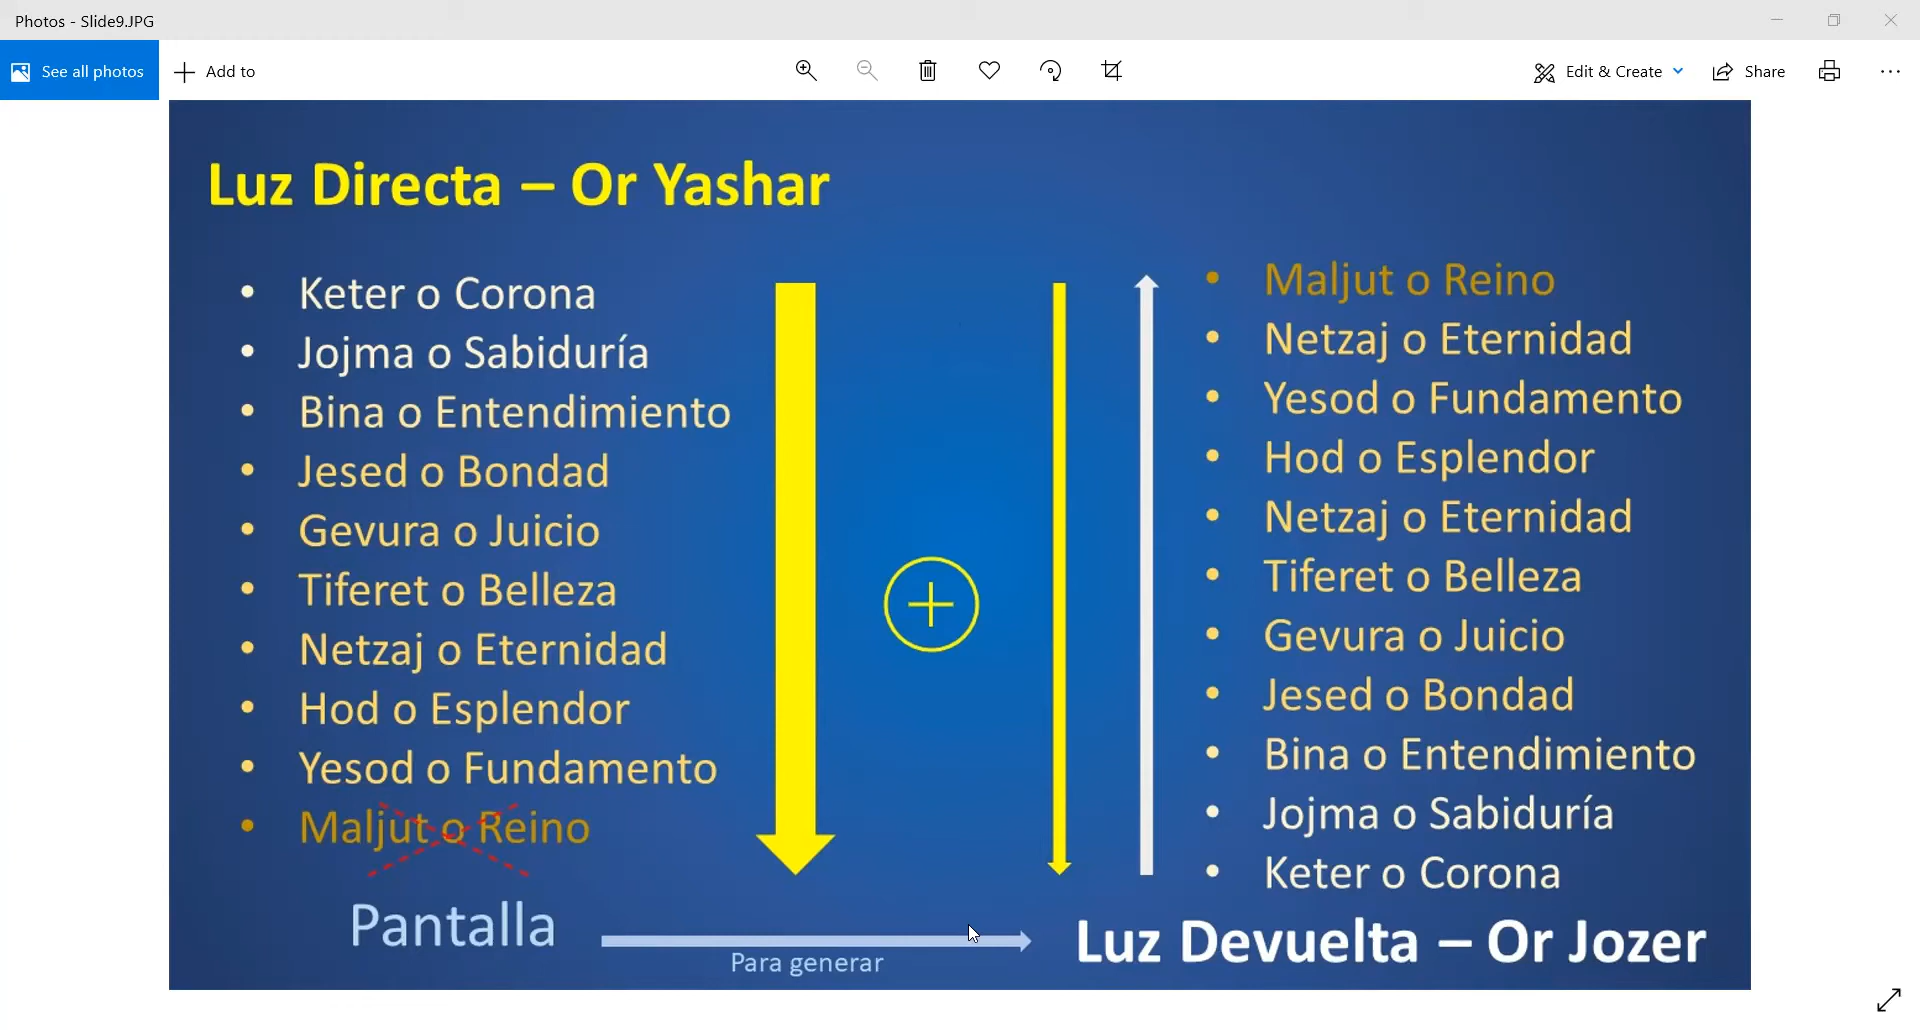 Photos - Slide9.JPG
See all photos
Add to
Edit & Create
Share
Luz Directa – Or Yashar
• Keter o Corona
• Jojma o Sabiduría
• Bina o Entendimiento
• Jesed o Bondad
• Gevura o Juicio
• Tiferet o Belleza
• Netzaj o Eternidad
• Hod o Esplendor
• Yesod o Fundamento
• Maljut o Reino
Pantalla
Para generar
• Maljut o Reino
• Netzaj o Eternidad
• Yesod o Fundamento
• Hod o Esplendor
• Netzaj o Eternidad
• Tiferet o Belleza
• Gevura o Juicio
• Jesed o Bondad
• Bina o Entendimiento
• Jojma o Sabiduría
• Keter o Corona
Luz Devuelta – Or Jozer